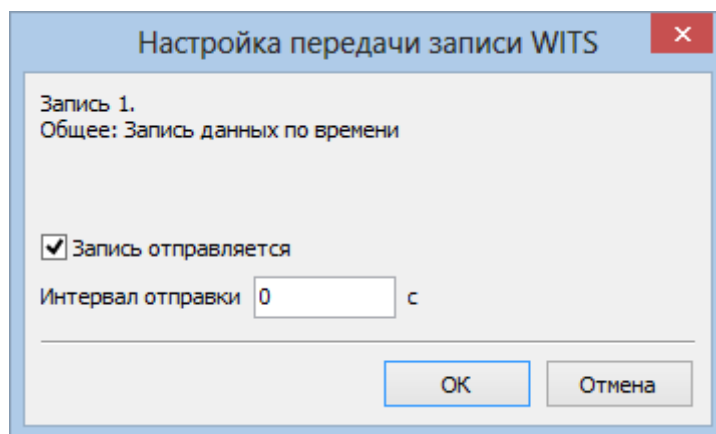 Настройка передачи записи WITS
Запись 1.
Общее: Запись данных по времени
Запись отправляется
Интервал отправки 0 с
ОК Отмена